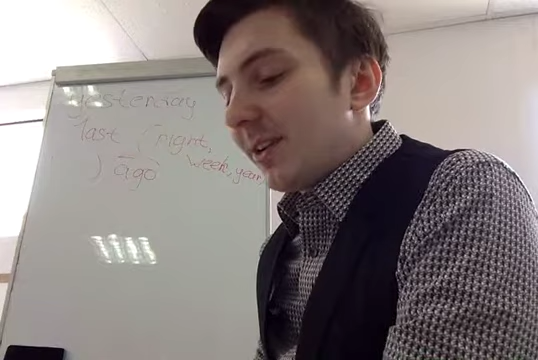 yesterday
last (night,
week, year,
) ago